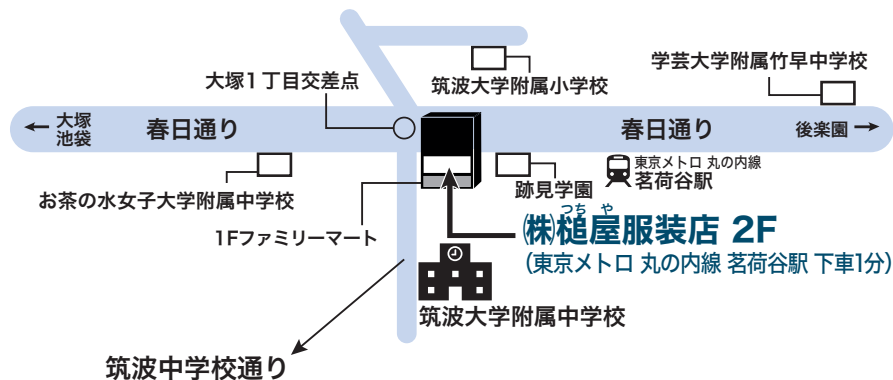 学芸大学附属竹早中学校
大塚1丁目交差点
筑波大学附属小学校
← 大塚
池袋
春日通り
春日通り
後楽園 →
お茶の水女子大学附属中学校
跡見学園
東京メトロ 丸の内線
茗荷谷駅
1Fファミリーマート
つち や
㈱槌屋服装店 2F
(東京メトロ 丸の内線 茗荷谷駅 下車1分)
筑波大学附属中学校
筑波中学校通り